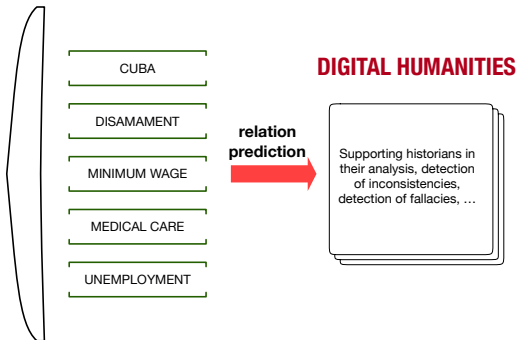 CUBA
DISAMAMENT
MINIMUM WAGE
MEDICAL CARE
UNEMPLOYMENT
relation
prediction
DIGITAL HUMANITIES
Supporting historians in
their analysis, detection
of inconsistencies,
detection of fallacies, …